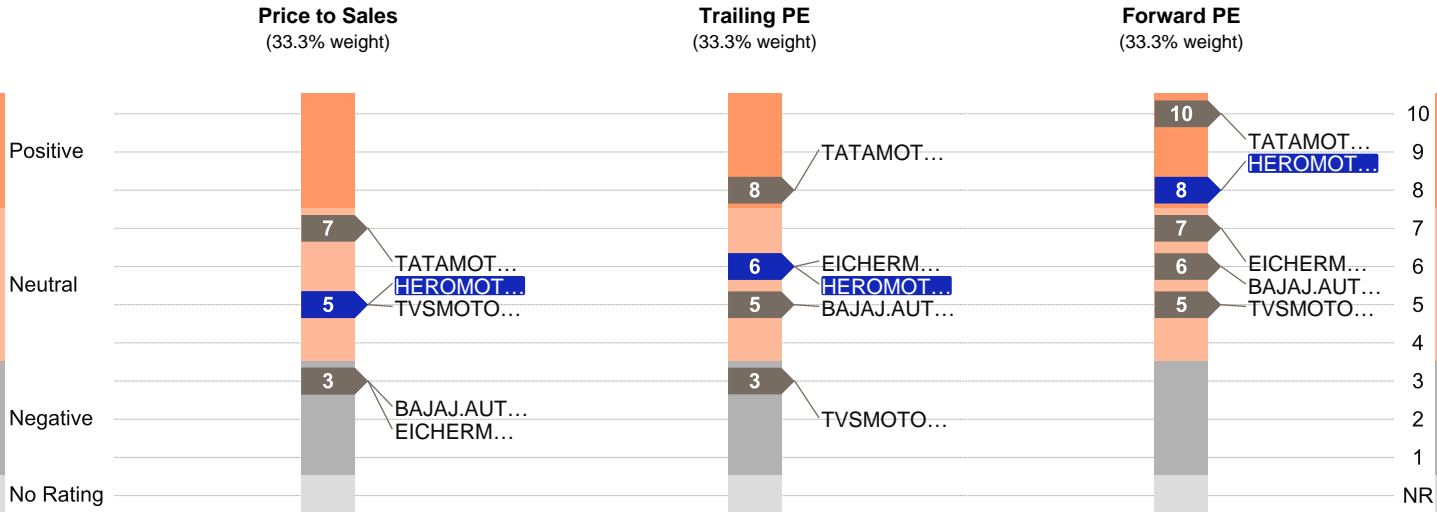 Price to Sales
(33.3% weight)
Trailing PE
(33.3% weight)
Forward PE
(33.3% weight)
Positive
Neutral
Negative
No Rating
7
TATAMOT…
HEROMOT…
5
TVSMOTO…
3
BAJAJ.AUT…
EICHERM…
TATAMOT…
8
6
EICHERM…
HEROMOT…
5
BAJAJ.AUT…
3
TVSMOTO…
10
TATAMOT…
HEROMOT…
8
7
EICHERM…
6
BAJAJ.AUT…
5
TVSMOTO…
10
9
8
7
6
5
4
3
2
1
NR